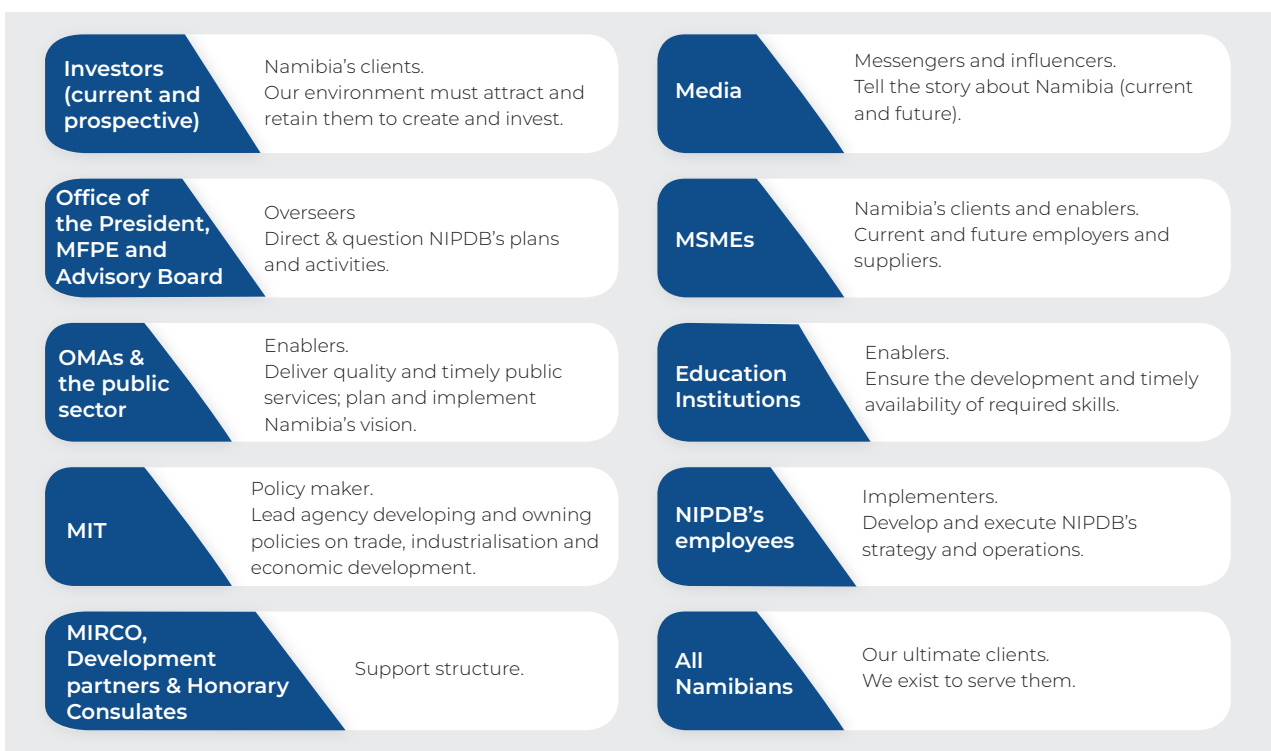 Investors
(current and
prospective)
Namibia's clients.
Our environment must attract and
retain them to create and invest.
Office of
the President,
MFPE and
Advisory Board
Overseers
Direct & question NIPDB's plans
and activities.
OMAs &
the public
sector
Enablers.
Deliver quality and timely public
services; plan and implement
Namibia's vision.
MIT
Policy maker.
Lead agency developing and owning
policies on trade, industrialisation and
economic development.
MIRCO,
Development
partners & Honorary
Consulates
Support structure.
Media
Messengers and influencers.
Tell the story about Namibia (current
and future).
MSMEs
Namibia's clients and enablers.
Current and future employers and
suppliers.
Education
Institutions
Enablers.
Ensure the development and timely
availability of required skills.
NIPDB's
employees
Implementers.
Develop and execute NIPDB's
strategy and operations.
All
Namibians
Our ultimate clients.
We exist to serve them.